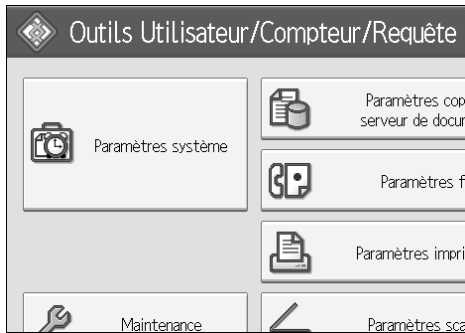 Outils Utilisateur/Compteur/Requête
Paramètres système
Paramètres cop
serveur de docur
Paramètres f
Paramètres impri
Maintenance
Paramètres sca